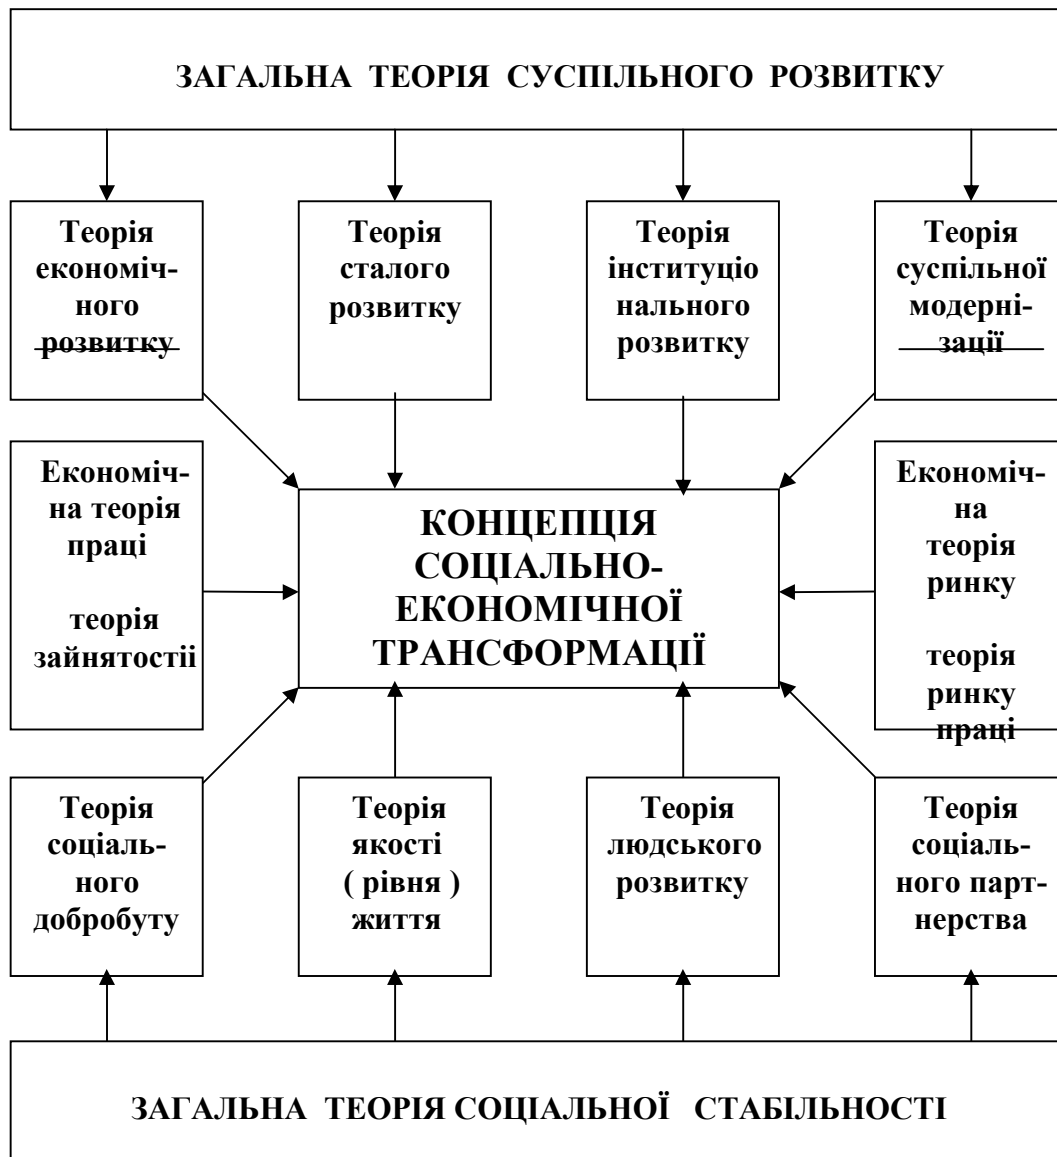 ЗАГАЛЬНА ТЕОРІЯ СУСПІЛЬНОГО РОЗВИТКУ
Теорія
економіч-
ного
розвитку
Теорія
сталого
розвитку
Теорія
інституціо
нального
розвитку
Теорія
суспільної
модерні-
зації
Економіч-
на теорія
праці
теорія
зайнятостіі
КОНЦЕПЦІЯ
СОЦІАЛЬНО-
ЕКОНОМІЧНОЇ
ТРАНСФОРМАЦІЇ
Економіч-
на
теорія
ринку
теорія
ринку
праці
Теорія
соціаль-
ного
добробуту
Теорія
якості
( рівня )
життя
Теорія
людського
розвитку
Теорія
соціаль-
ного парт-
нерства
ЗАГАЛЬНА ТЕОРІЯ СОЦІАЛЬНОЇ СТАБІЛЬНОСТІ